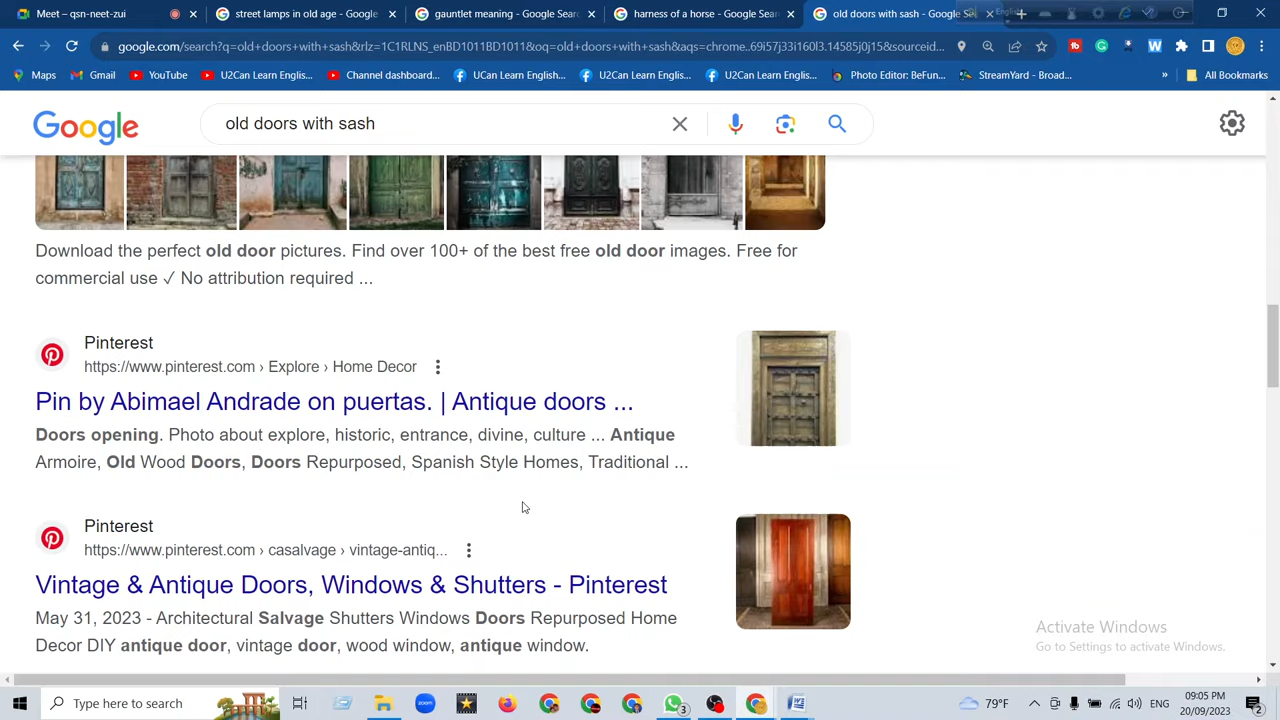 Meet - qsn-neet-zui
street lamps in old age - Google
gauntlet meaning - Google Sear
harness of a horse - Google Sear
old doors with sash - Google Se
google.com/search?q=old+doors+with+sash&rlz=1C1RLNS_enBD1011BD1011&oq=old+doors+with+sash&aqs=chrome..69i57j33i160l3.14585j0j15&sourceid...
Maps
Gmail
YouTube
U2Can Learn Englis...
Channel dashboard...
UCan Learn English...
U2Can Learn Englis...
U2Can Learn Englis...
Photo Editor: BeFun...
StreamYard - Broad...
»
All Bookmarks
Google
old doors with sash
Download the perfect old door pictures. Find over 100+ of the best free old door images. Free for
commercial use ✓ No attribution required ...
Pinterest
https://www.pinterest.com › Explore › Home Decor
Pin by Abimael Andrade on puertas. | Antique doors ...
Doors opening. Photo about explore, historic, entrance, divine, culture ... Antique
Armoire, Old Wood Doors, Doors Repurposed, Spanish Style Homes, Traditional ...
Pinterest
https://www.pinterest.com › casalvage › vintage-antiq...
Vintage & Antique Doors, Windows & Shutters - Pinterest
May 31, 2023 - Architectural Salvage Shutters Windows Doors Repurposed Home
Decor DIY antique door, vintage door, wood window, antique window.
Activate Windows
Go to Settings to activate Windows.
Type here to search
zoom
3
79°F
ENG
09:05 PM
20/09/2023
2